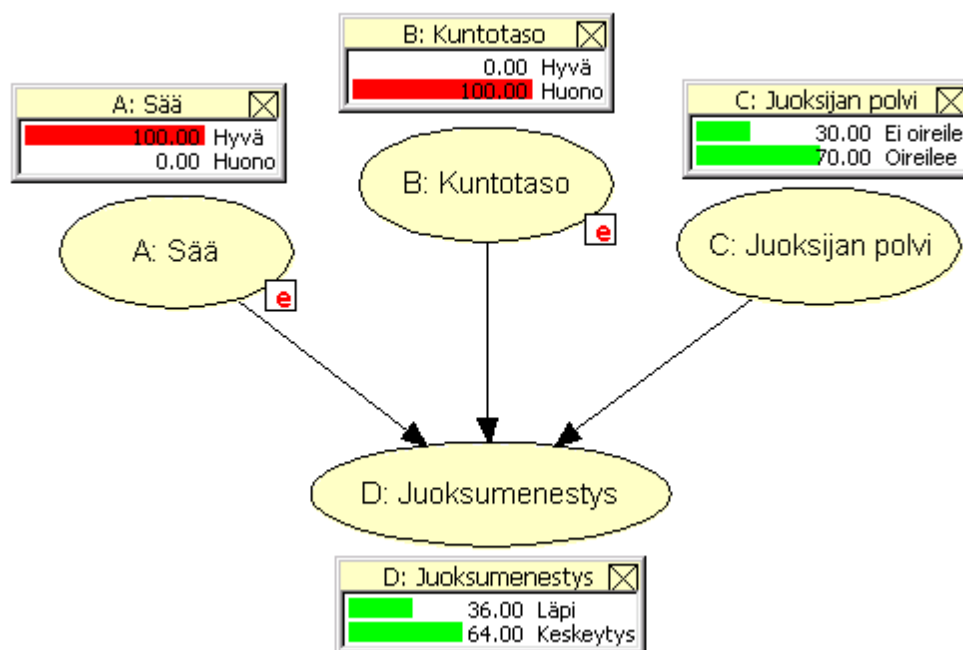 B: Kuntotaso
0.00 Hyvä
100.00 Huono
A: Sää
100.00 Hyvä
0.00 Huono
C: Juoksijan polvi
30.00 Ei oireile
70.00 Oireilee
B: Kuntotaso
e
A: Sää
e
C: Juoksijan polvi
D: Juoksumenestys
D: Juoksumenestys
36.00 Läpi
64.00 Keskeytys